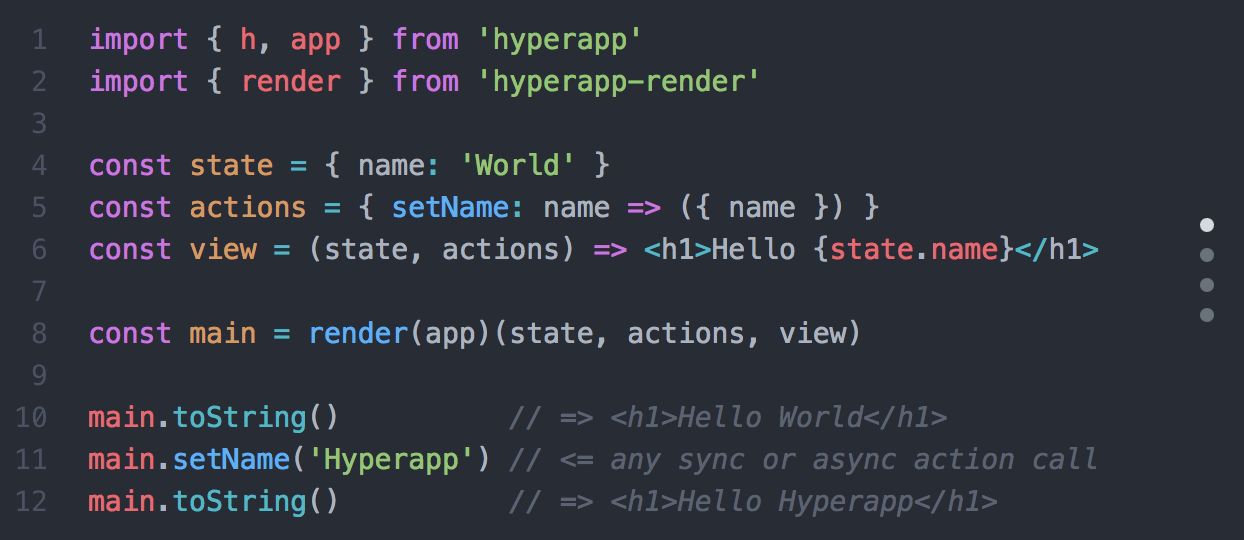 1 import { h, app } from 'hyperapp'
2 import { render } from 'hyperapp-render'
3
4 const state = { name: 'World' }
5 const actions = { setName: name => ({ name }) }
6 const view = (state, actions) => <h1>Hello {state.name}</h1>
7
8 const main = render(app)(state, actions, view)
9
10 main.toString()          // => <h1>Hello World</h1>
11 main.setName('Hyperapp') // <= any sync or async action call
12 main.toString()          // => <h1>Hello Hyperapp</h1>